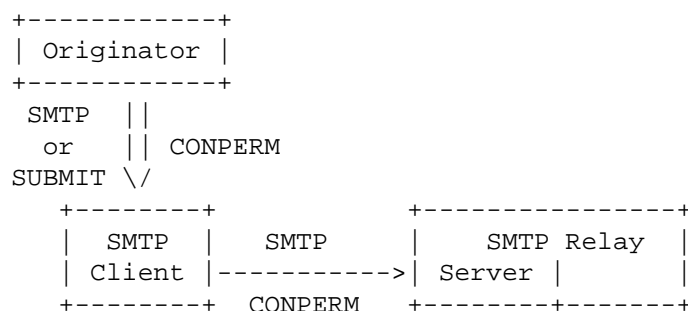 +------------+
| Originator |
+------------+
 SMTP  ||
  or   || CONPERM
SUBMIT \/
   +--------+            +----------------+
   |  SMTP  |   SMTP     |    SMTP Relay  |
   | Client |----------->| Server |       |
   +--------+  CONPERM   +--------+-------+